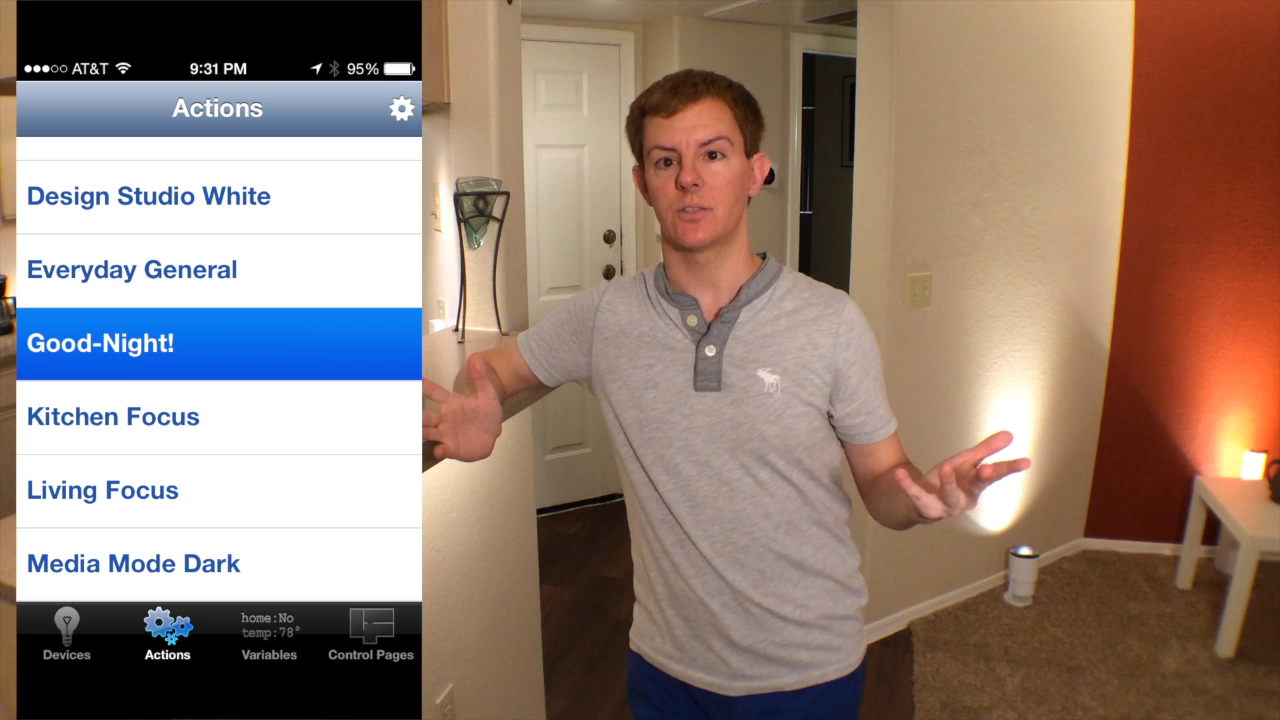 AT&T 9:31 PM 95%
Actions
Design Studio White
Everyday General
Good-Night!
Kitchen Focus
Living Focus
Media Mode Dark
home:No
temp:78°
Devices Actions Variables Control Pages